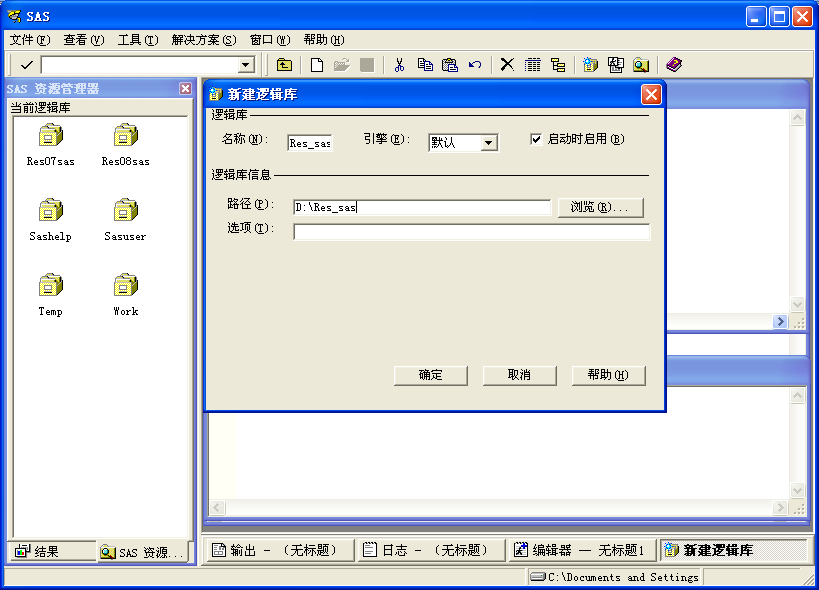 SAS
文件(F) 查看(V) 工具(T) 解决方案(S) 窗口(W) 帮助(H)
SAS 资源管理器
当前逻辑库
Res07sas Res08sas
Sashelp Sasuser
Temp Work
新建逻辑库
逻辑库
名称(N): Res_sas 引擎(E): 默认 启动时启用(B)
逻辑库信息
路径(P): D:\Res_sas 浏览(R)...
选项(T):
确定 取消 帮助(H)
结果 SAS 资源...
输出 - (无标题) 日志 - (无标题) 编辑器 — 无标题1 新建逻辑库
C:\Documents and Settings